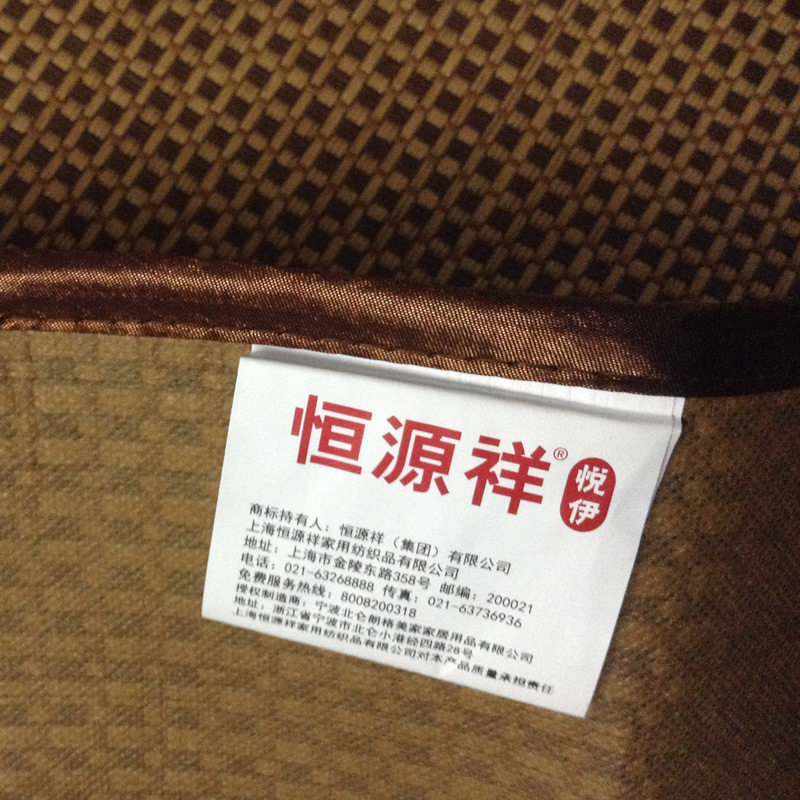 恒源祥®
悦伊
商标持有人：恒源祥（集团）有限公司
上海恒源祥家用纺织品有限公司
地址：上海市金陵东路358号 邮编：200021
电话：021-63268888 传真：021-63736936
免费服务热线：8008200318
授权制造商：宁波北仑朗格美家家居用品有限公司
地址：浙江省宁波市北仑小港经四路28号
上海恒源祥家用纺织品有限公司对本产品质量承担责任